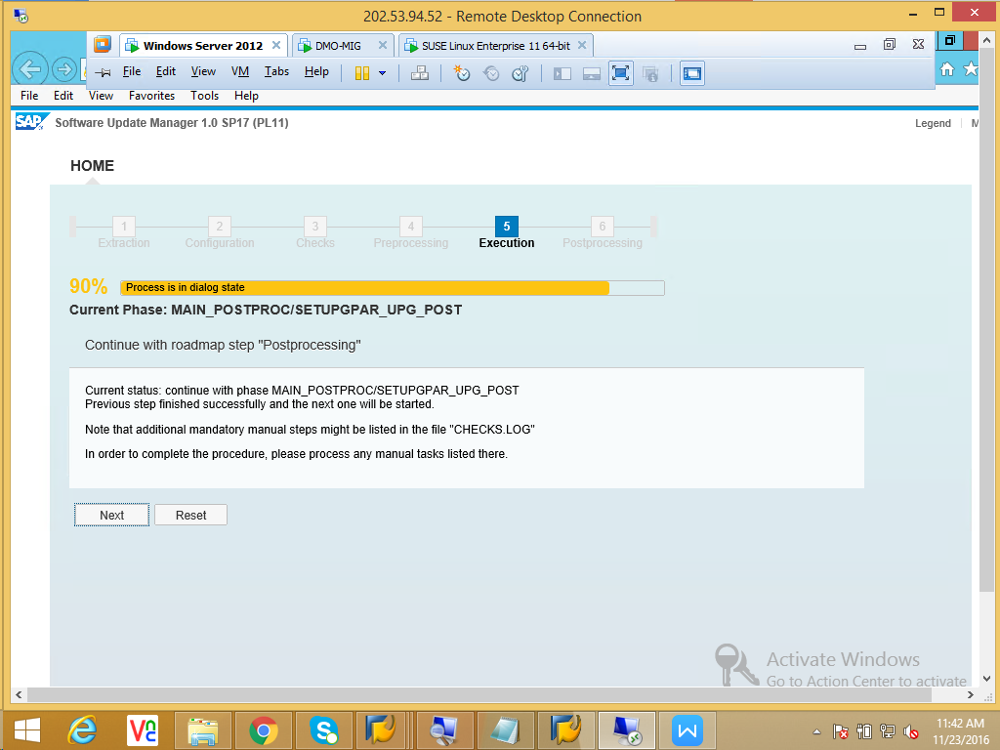 202.53.94.52 - Remote Desktop Connection
Windows Server 2012
DMO-MIG
SUSE Linux Enterprise 11 64-bit
File Edit View VM Tabs Help
File Edit View Favorites Tools Help
SAP Software Update Manager 1.0 SP17 (PL11)
Legend
M
HOME
1 2 3 4 5 6
Extraction Configuration Checks Preprocessing Execution Postprocessing
90% Process is in dialog state
Current Phase: MAIN_POSTPROC/SETUPGPAR_UPG_POST
Continue with roadmap step "Postprocessing"
Current status: continue with phase MAIN_POSTPROC/SETUPGPAR_UPG_POST
Previous step finished successfully and the next one will be started.
Note that additional mandatory manual steps might be listed in the file "CHECKS.LOG"
In order to complete the procedure, please process any manual tasks listed there.
Next Reset
Activate Windows
Go to Action Center to activate
11:42 AM
11/23/2016